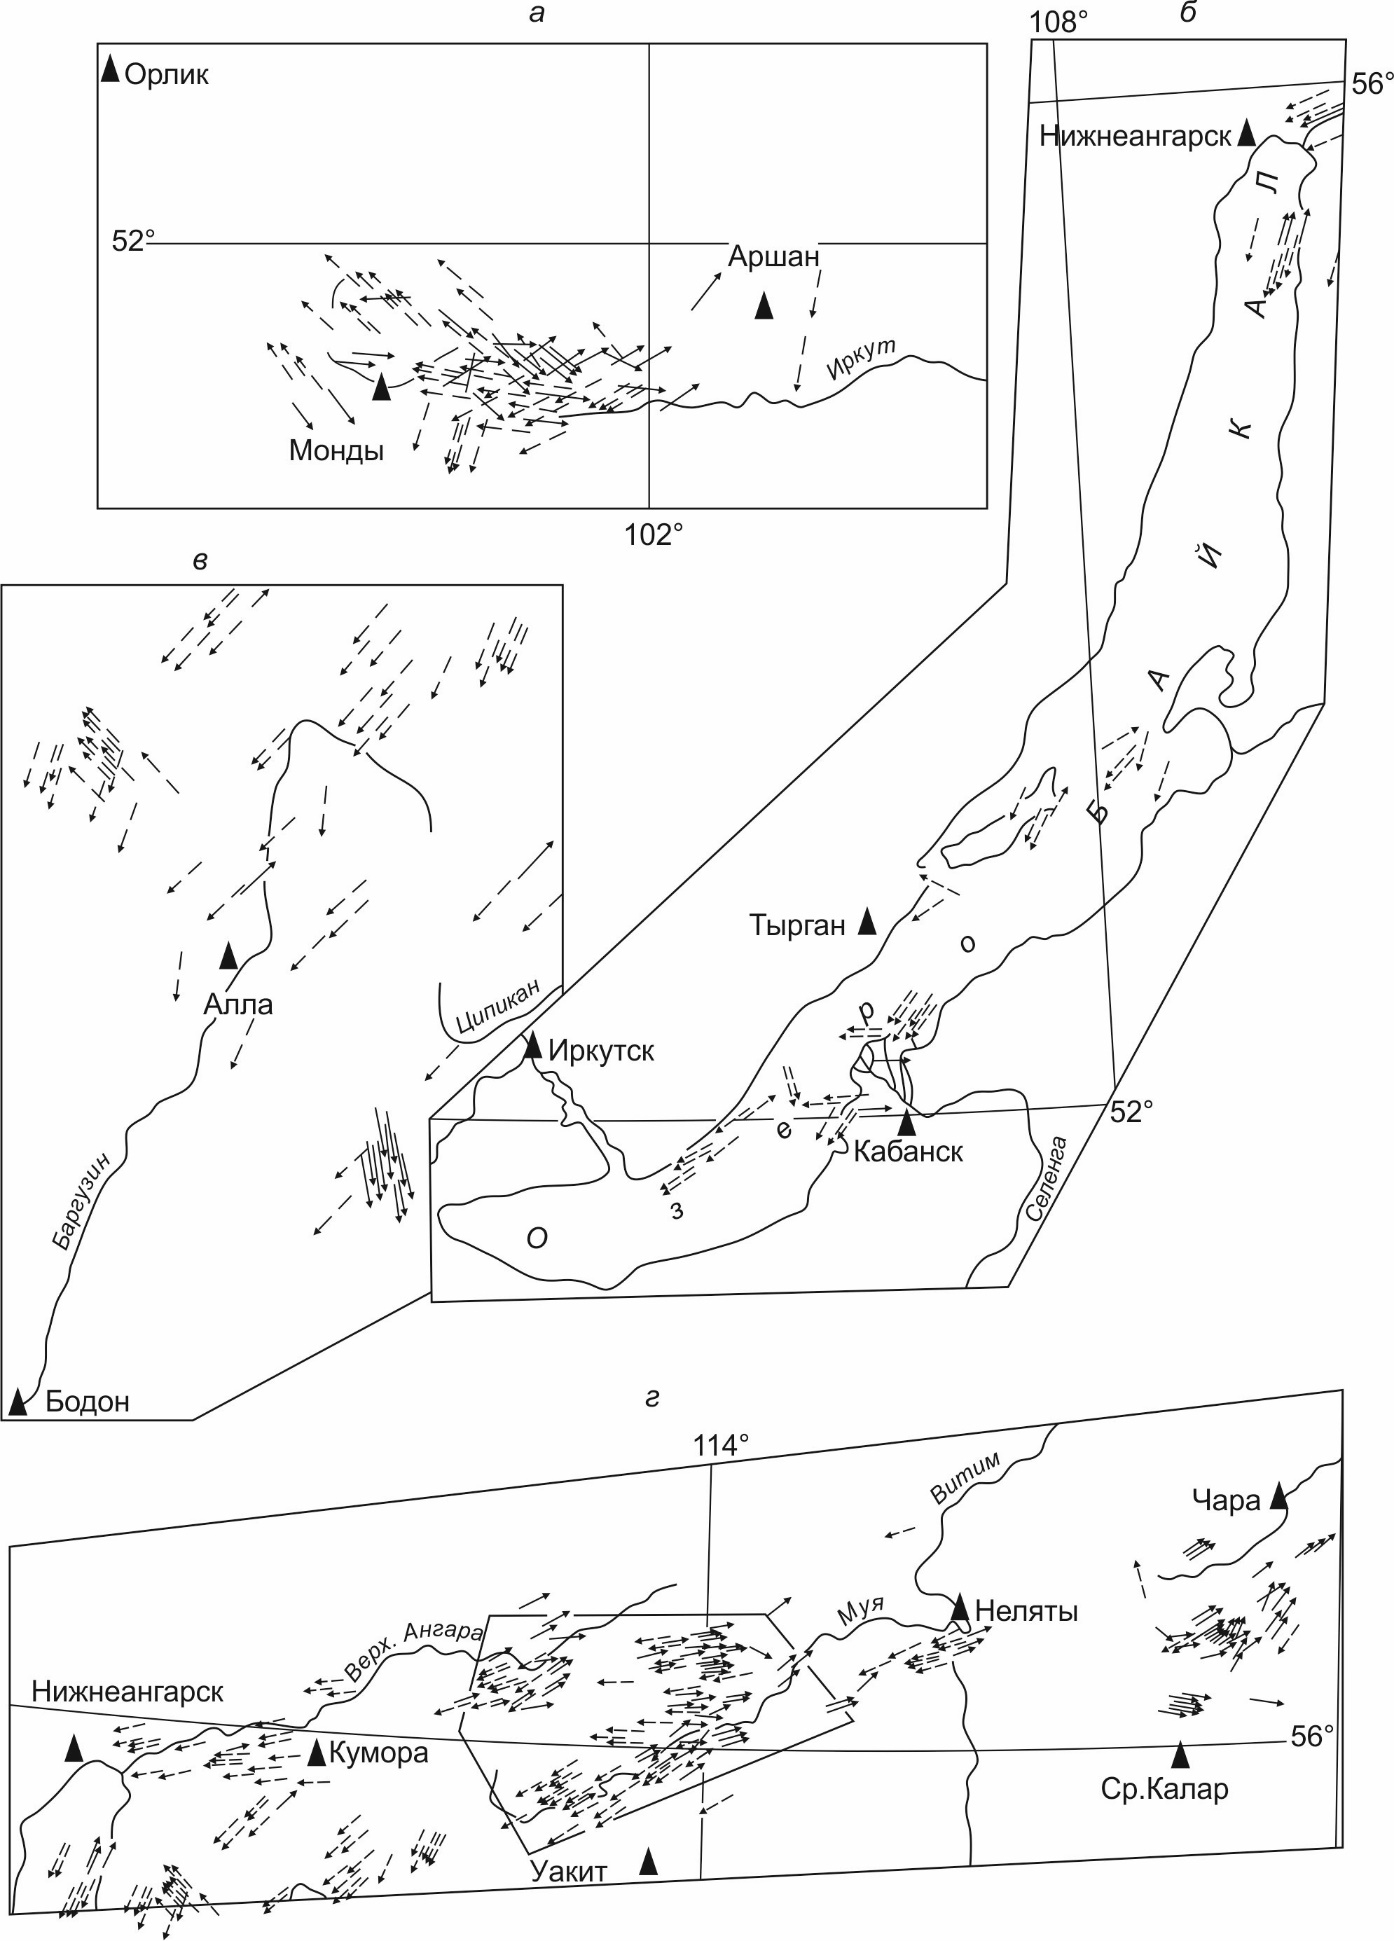 а
Орлик
52°
Аршан
Иркут
Монды
102°
б
108°
56°
Нижнеангарск
О з е р о
Б А Й К А Л
Тырган
Иркутск
52°
Кабанск
Селенга
в
Алла
Ципикан
Баргузин
Бодон
г
114°
Витим
Чара
Муя
Неляты
Верх. Ангара
Нижнеангарск
Кумора
56°
Ср.Калар
Уакит